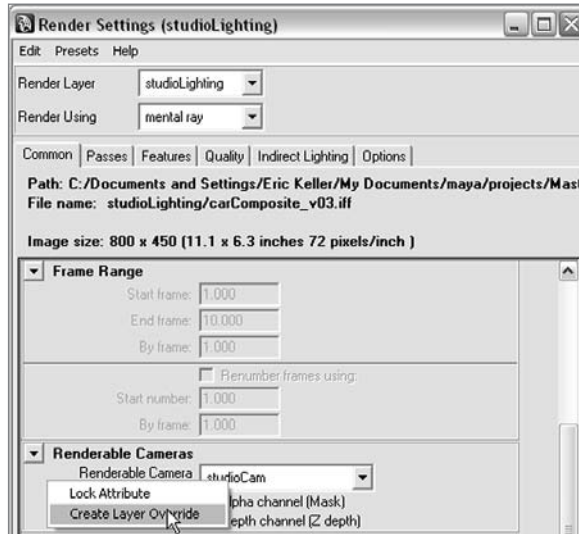 Render Settings (studioLighting)
Edit Presets Help
Render Layer studioLighting
Render Using mental ray
Common Passes Features Quality Indirect Lighting Options
Path: C:/Documents and Settings/Eric Keller/My Documents/maya/projects/Mast
File name: studioLighting/carComposite_v03.iff
Image size: 800 x 450 (11.1 x 6.3 inches 72 pixels/inch )
Frame Range
Start frame: 1.000
End frame: 10.000
By frame: 1.000
Renumber frames using:
Start number: 1.000
By frame: 1.000
Renderable Cameras
Renderable Camera studioCam
Lock Attribute
lpha channel (Mask)
Create Layer Override
epth channel (Z depth)